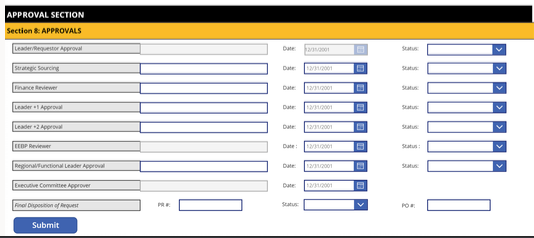 APPROVAL SECTION
Section 8: APPROVALS
Leader/Requestor Approval Date: 12/31/2001 Status:
Strategic Sourcing Date: 12/31/2001 Status:
Finance Reviewer Date: 12/31/2001 Status:
Leader +1 Approval Date: 12/31/2001 Status:
Leader +2 Approval Date: 12/31/2001 Status:
EEBP Reviewer Date : 12/31/2001 Status :
Regional/Functional Leader Approval Date: 12/31/2001 Status:
Executive Committee Approver Date: 12/31/2001
Final Disposition of Request PR #: Status: PO #:
Submit